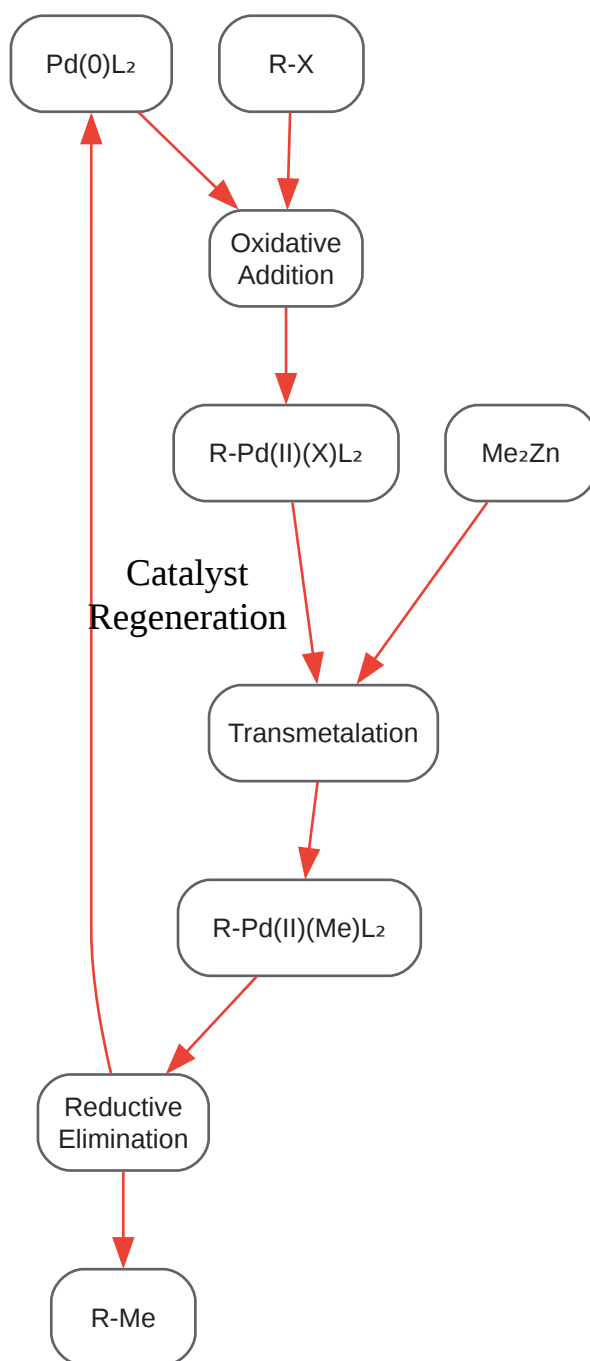 Pd(0)L₂
R-X
Oxidative
Addition
R-Pd(II)(X)L₂
Me₂Zn
Catalyst
Regeneration
Transmetalation
R-Pd(II)(Me)L₂
Reductive
Elimination
R-Me